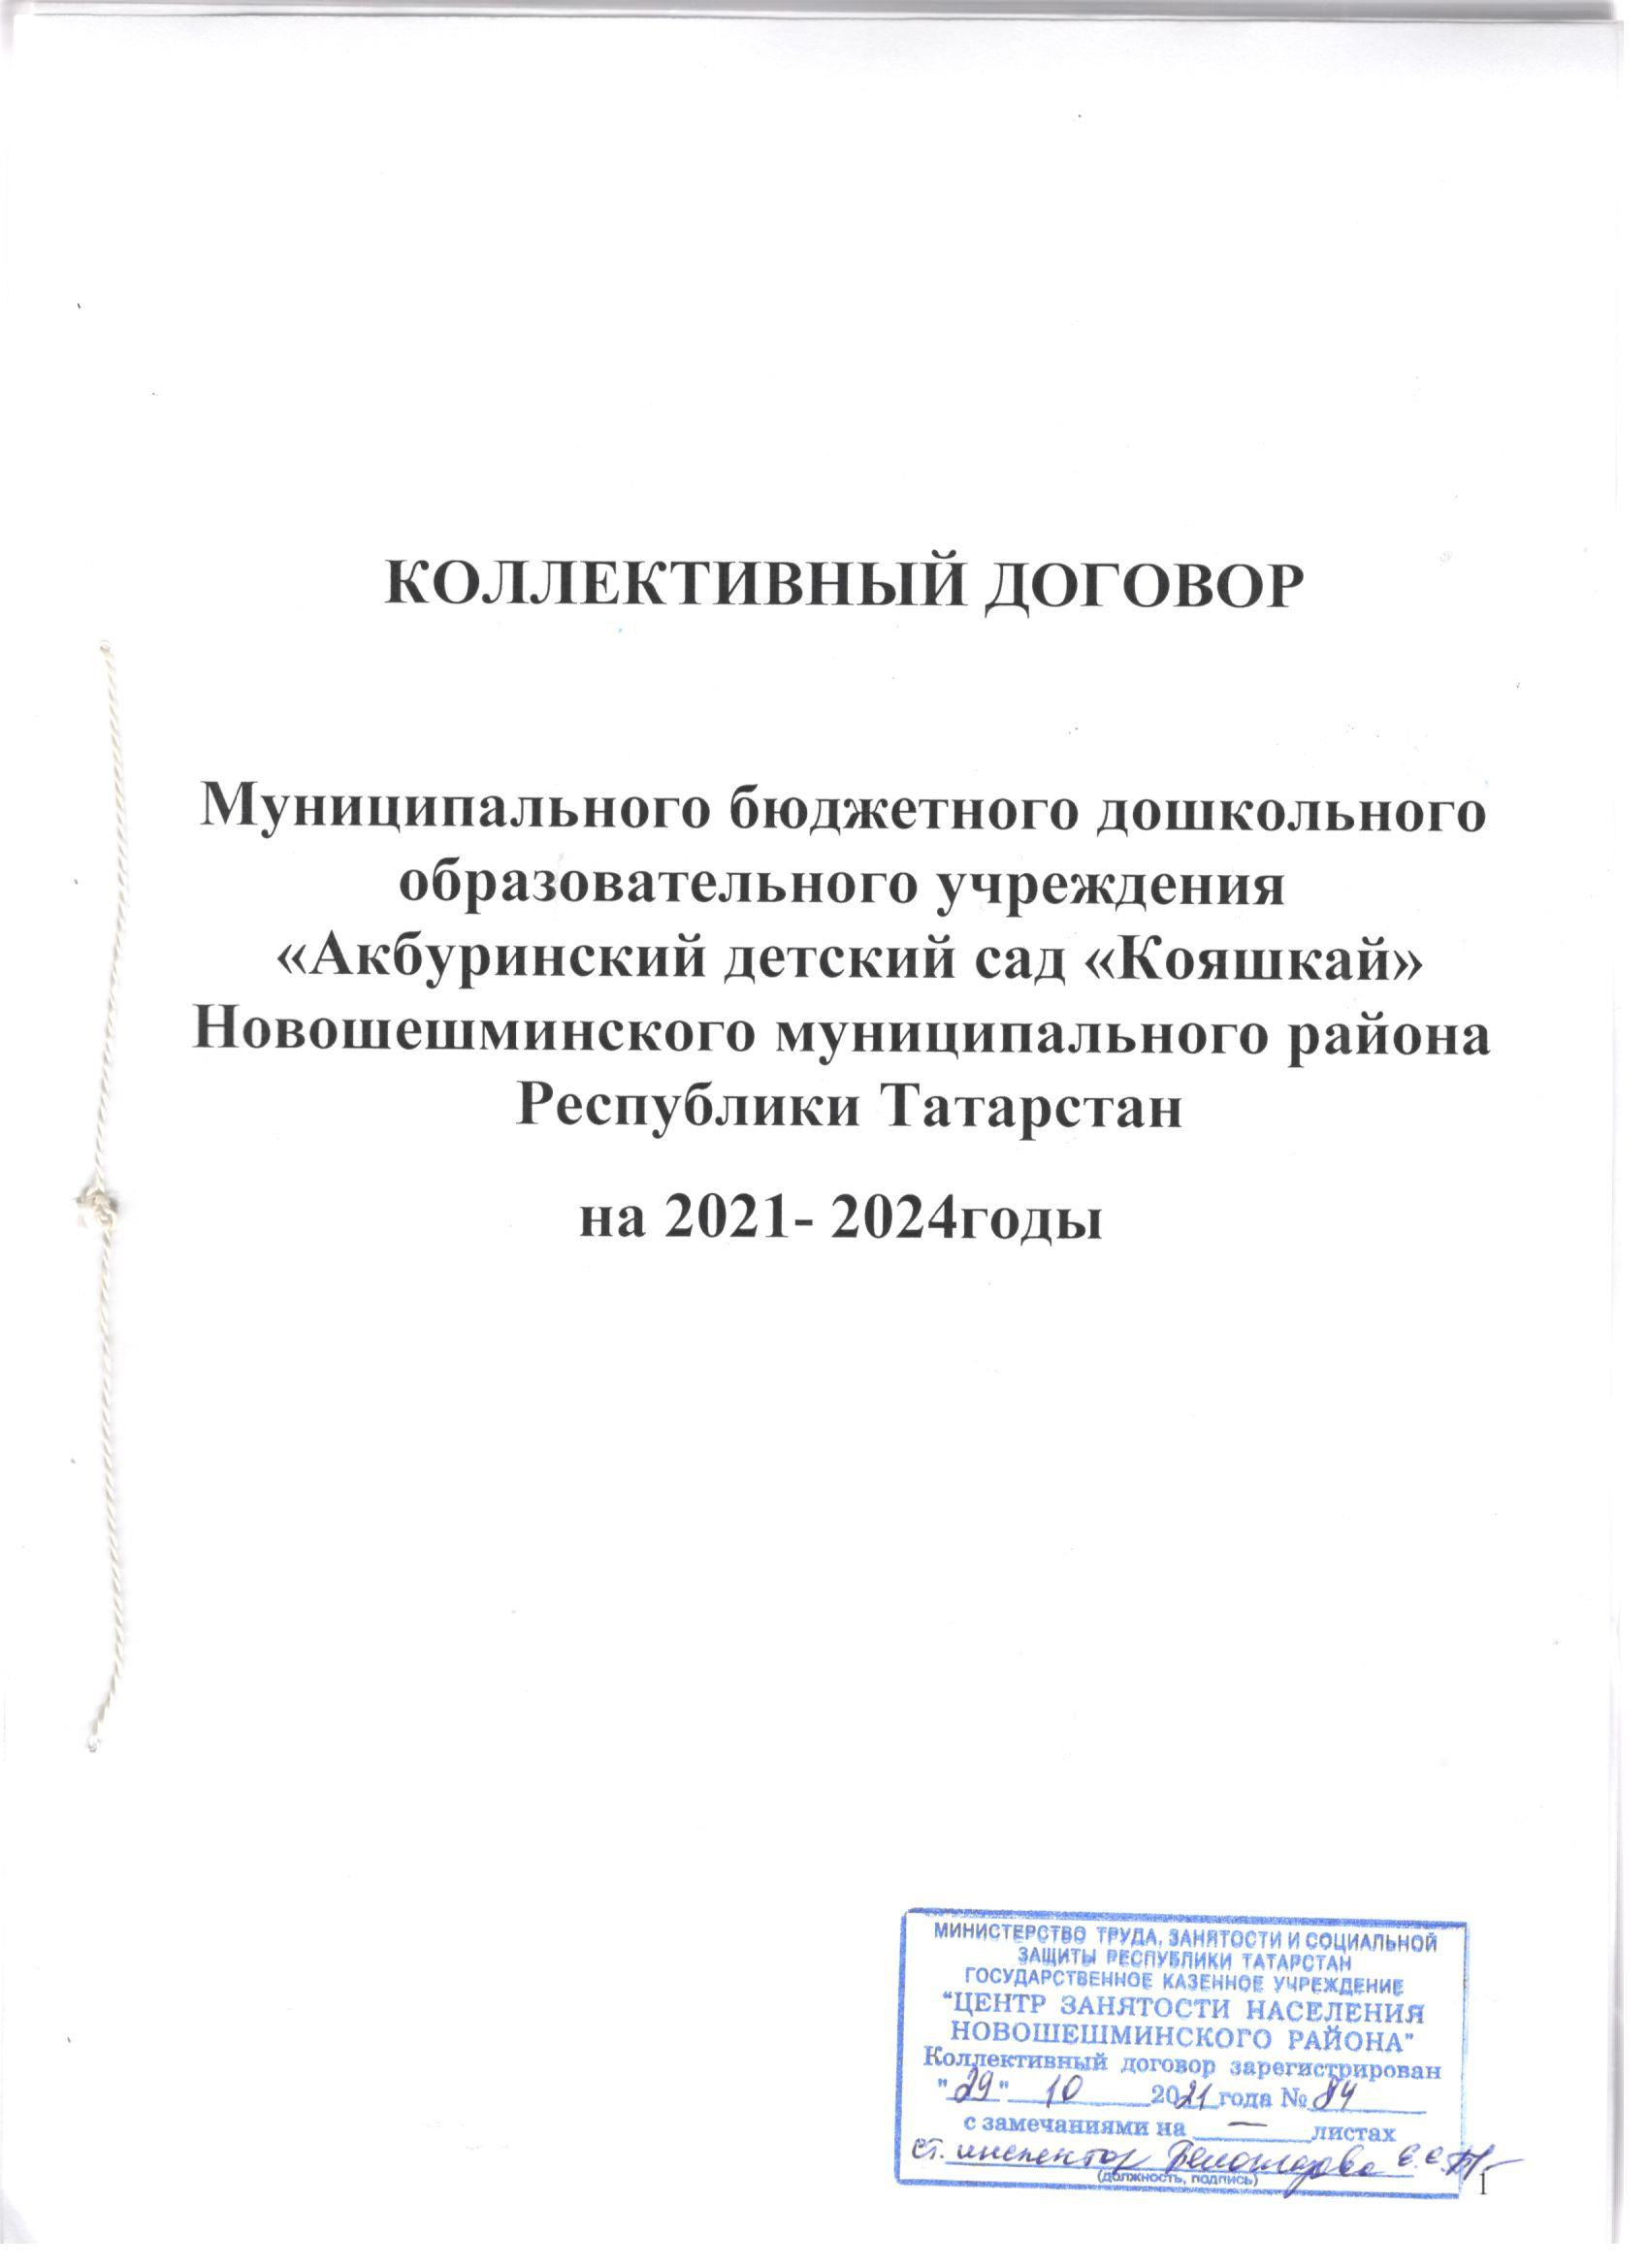 КОЛЛЕКТИВНЫЙ ДОГОВОР
Муниципального бюджетного дошкольного
образовательного учреждения
«Акбуринский детский сад «Кояшкай»
Новошешминского муниципального района
Республики Татарстан
на 2021- 2024годы
МИНИСТЕРСТВО ТРУДА, ЗАНЯТОСТИ И СОЦИАЛЬНОЙ
ЗАЩИТЫ РЕСПУБЛИКИ ТАТАРСТАН
ГОСУДАРСТВЕННОЕ КАЗЕННОЕ УЧРЕЖДЕНИЕ
"ЦЕНТР ЗАНЯТОСТИ НАСЕЛЕНИЯ
НОВОШЕШМИНСКОГО РАЙОНА"
Коллективный договор зарегистрирован
"29" 10 2021 года № 84
с замечаниями на — листах
ст. инспектор Белоглазова Е.С.
(должность, подпись)
1